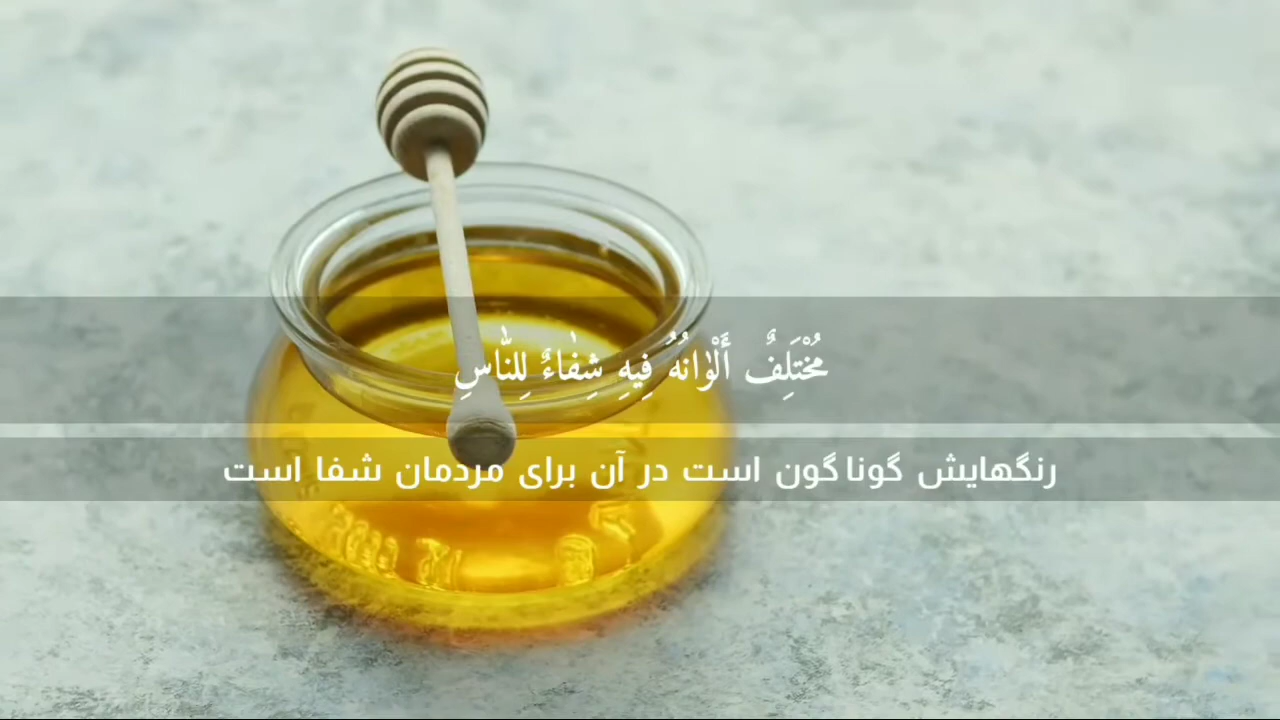 مُخْتَلِفٌ أَلْوٰانُهُ فِيهِ شِفٰاءٌ لِلنّٰاسِ
رنگهایش گوناگون است در آن برای مردمان شفا است